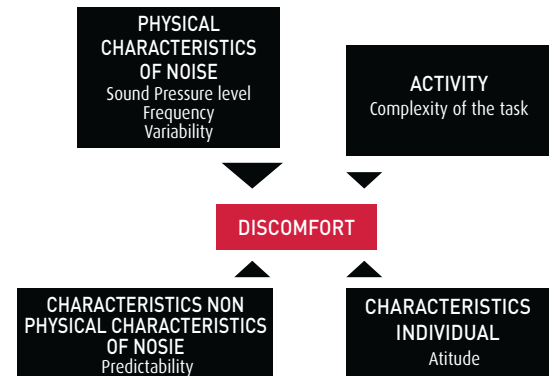 PHYSICAL
CHARACTERISTICS
OF NOISE
Sound Pressure level
Frequency
Variability
ACTIVITY
Complexity of the task
DISCOMFORT
CHARACTERISTICS NON
PHYSICAL CHARACTERISTICS
OF NOSIE
Predictability
CHARACTERISTICS
INDIVIDUAL
Atitude